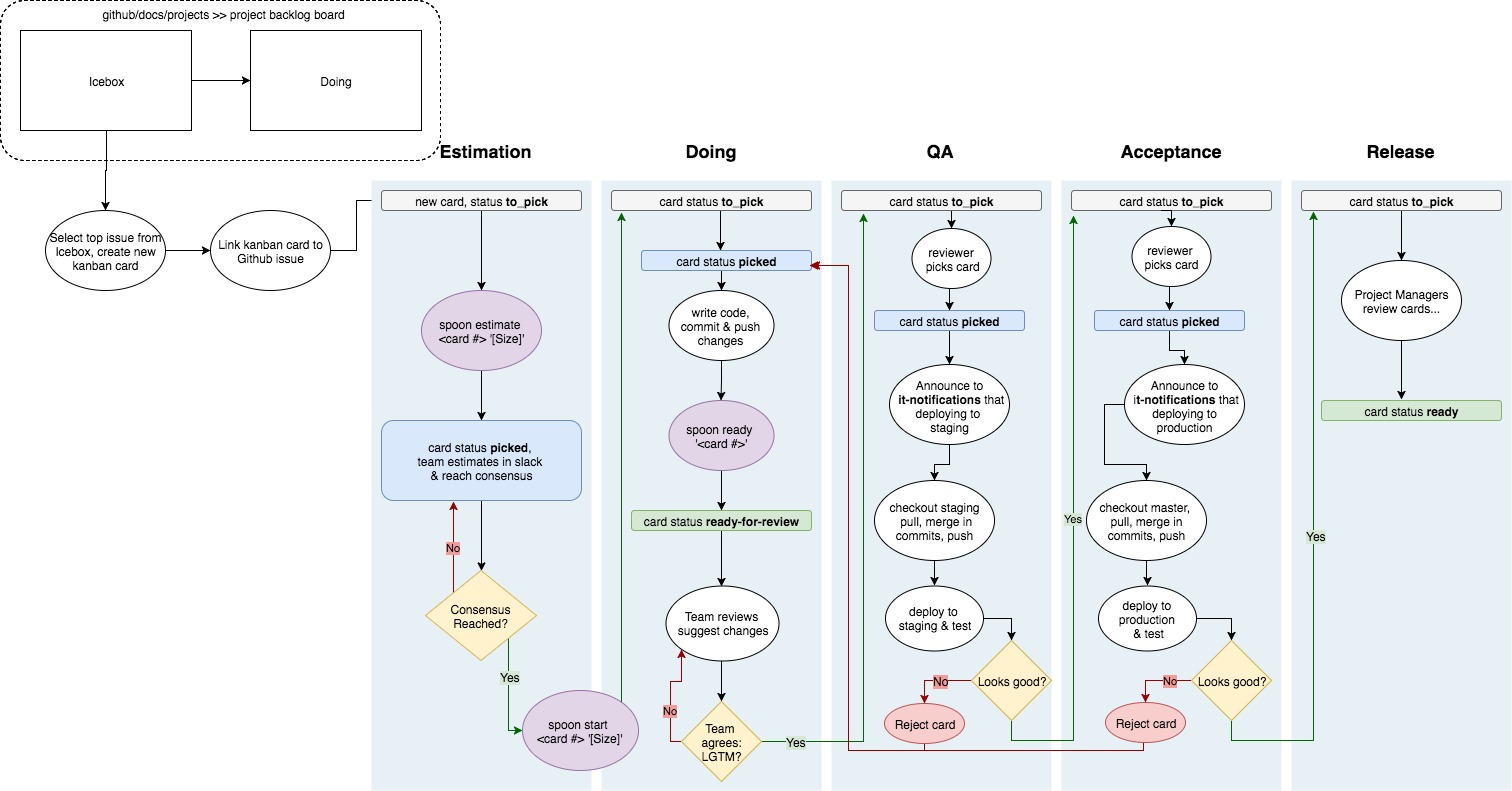 github/docs/projects >> project backlog board
Icebox
Doing
Select top issue from
Icebox, create new
kanban card
Link kanban card to
Github issue
Estimation
new card, status to_pick
spoon estimate
<card #> '[Size]'
card status picked,
team estimates in slack
& reach consensus
No
Consensus
Reached?
Yes
spoon start
<card #> '[Size]'
Doing
card status to_pick
card status picked
write code,
commit & push
changes
spoon ready
'<card #>'
card status ready-for-review
Team reviews
suggest changes
No
Team
agrees:
LGTM?
Yes
QA
card status to_pick
reviewer
picks card
card status picked
Announce to
it-notifications that
deploying to
staging
checkout staging
pull, merge in
commits, push
deploy to
staging & test
Looks good?
No
Reject card
Yes
Acceptance
card status to_pick
reviewer
picks card
card status picked
Announce to
it-notifications that
deploying to
production
checkout master,
pull, merge in
commits, push
deploy to
production
& test
Looks good?
No
Reject card
Yes
Release
card status to_pick
Project Managers
review cards...
card status ready